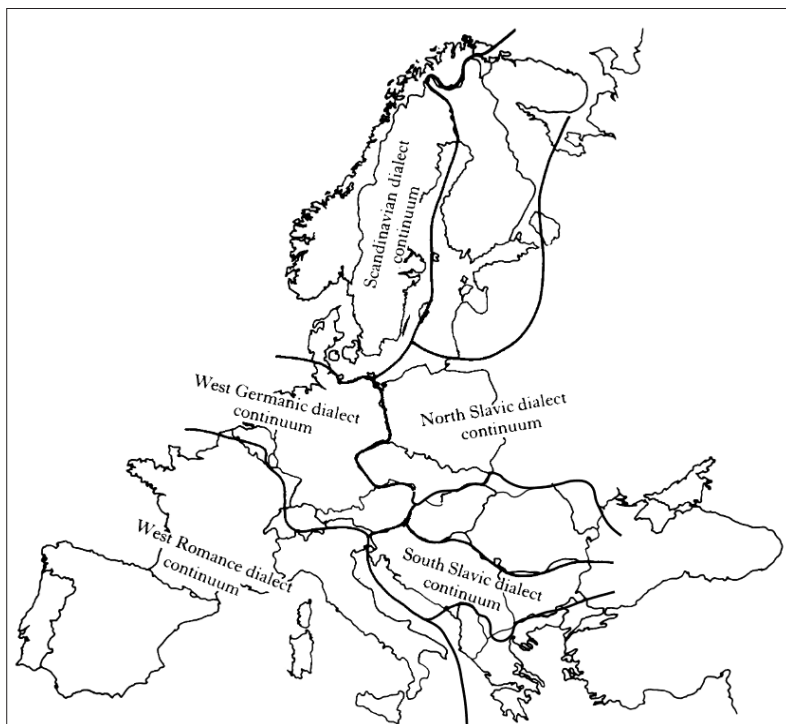 Scandinavian dialect
continuum
West Germanic dialect
continuum
North Slavic dialect
continuum
West Romance dialect
continuum
South Slavic dialect
continuum